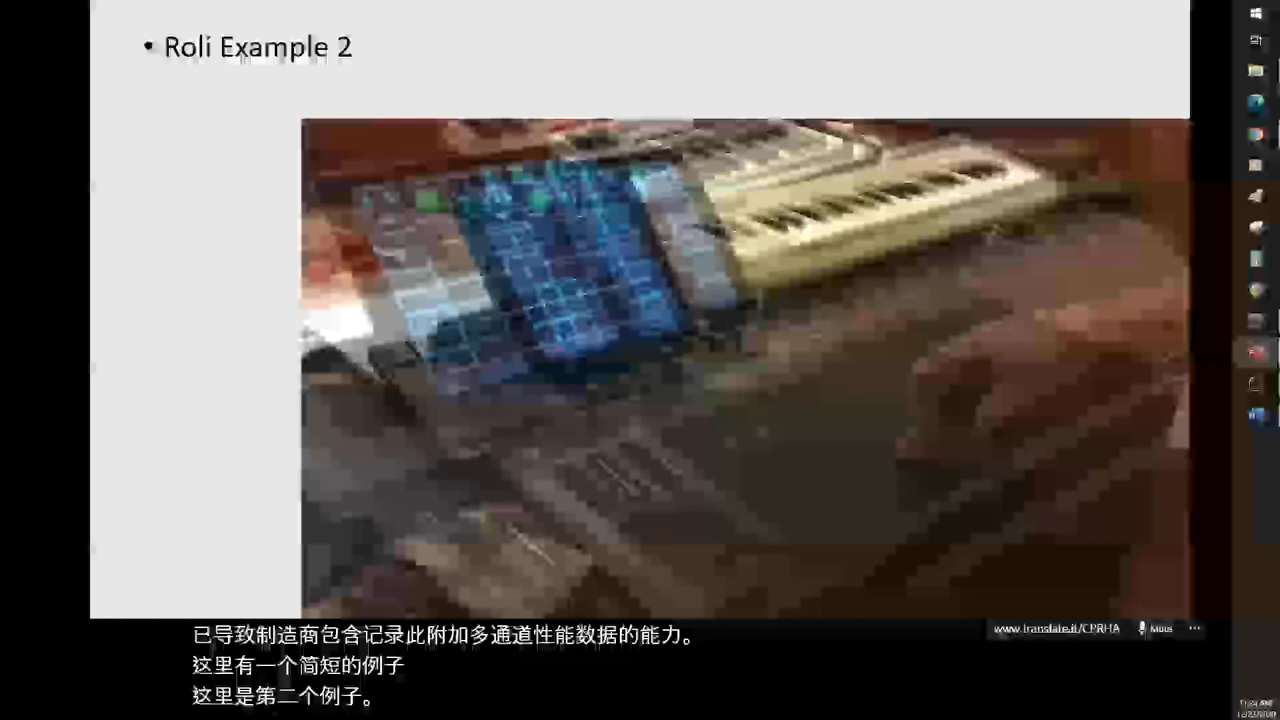 • Roli Example 2
已导致制造商包含记录此附加多通道性能数据的能力。
www.translate.it/CPRHA
这里有一个简短的例子
这里是第二个例子。